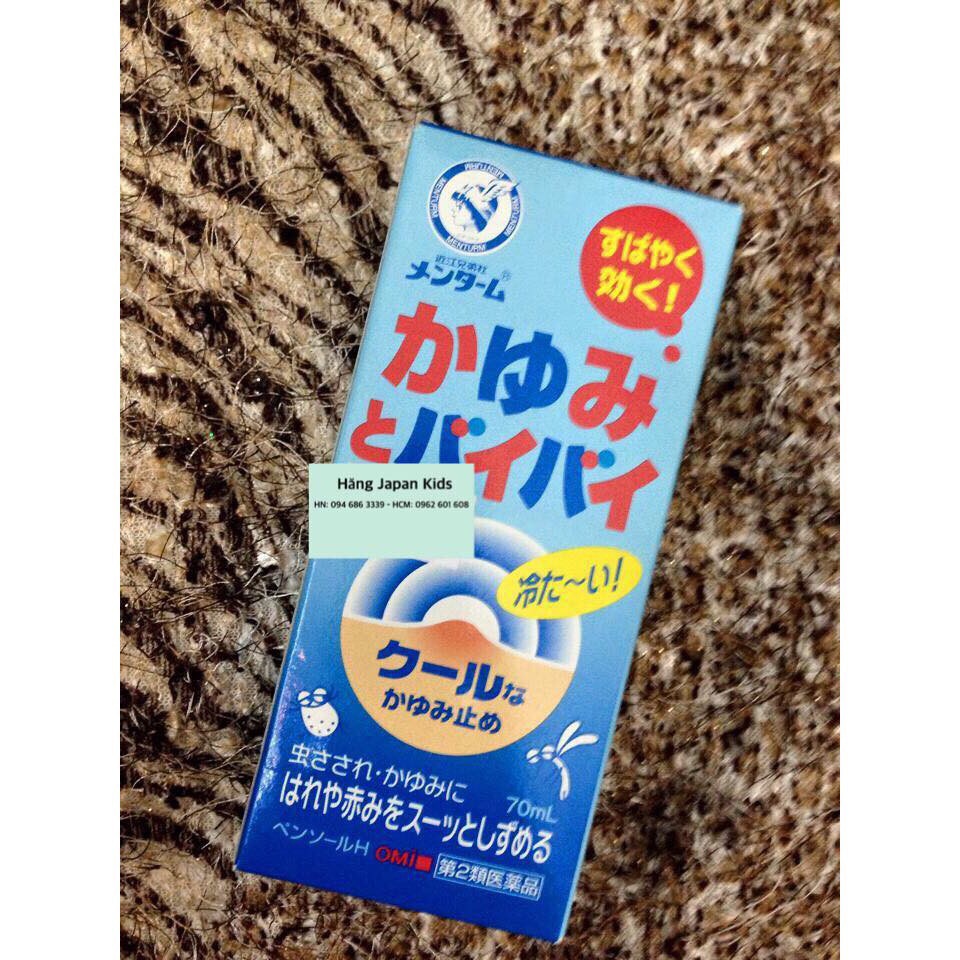 MENTURM
MENTURM
MENTURM
MENTURM
近江兄弟社
メンターム®
すばやく
効く!
かゆみ
とバイバイ
Hãng Japan Kids
HN: 094 686 3339 - HCM: 0962 601 608
冷た～い!
クールな
かゆみ止め
虫さされ・かゆみに
70mL
はれや赤みをスーッとしずめる
ペンソールH OMI 第2類医薬品